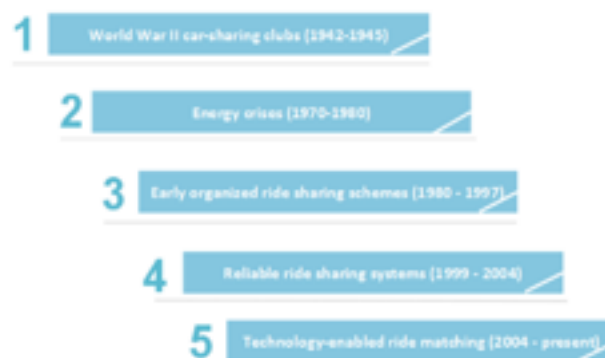 1 World War II car-sharing clubs (1942-1945)
2 Energy crises (1970-1980)
3 Early organized ride sharing schemes (1980 - 1997)
4 Reliable ride sharing systems (1999 - 2004)
5 Technology-enabled ride matching (2004 - present)